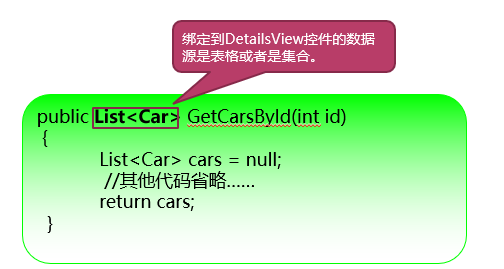 绑定到DetailsView控件的数据
源是表格或者是集合。
public List<Car> GetCarsById(int id)
{
List<Car> cars = null;
//其他代码省略……
return cars;
}